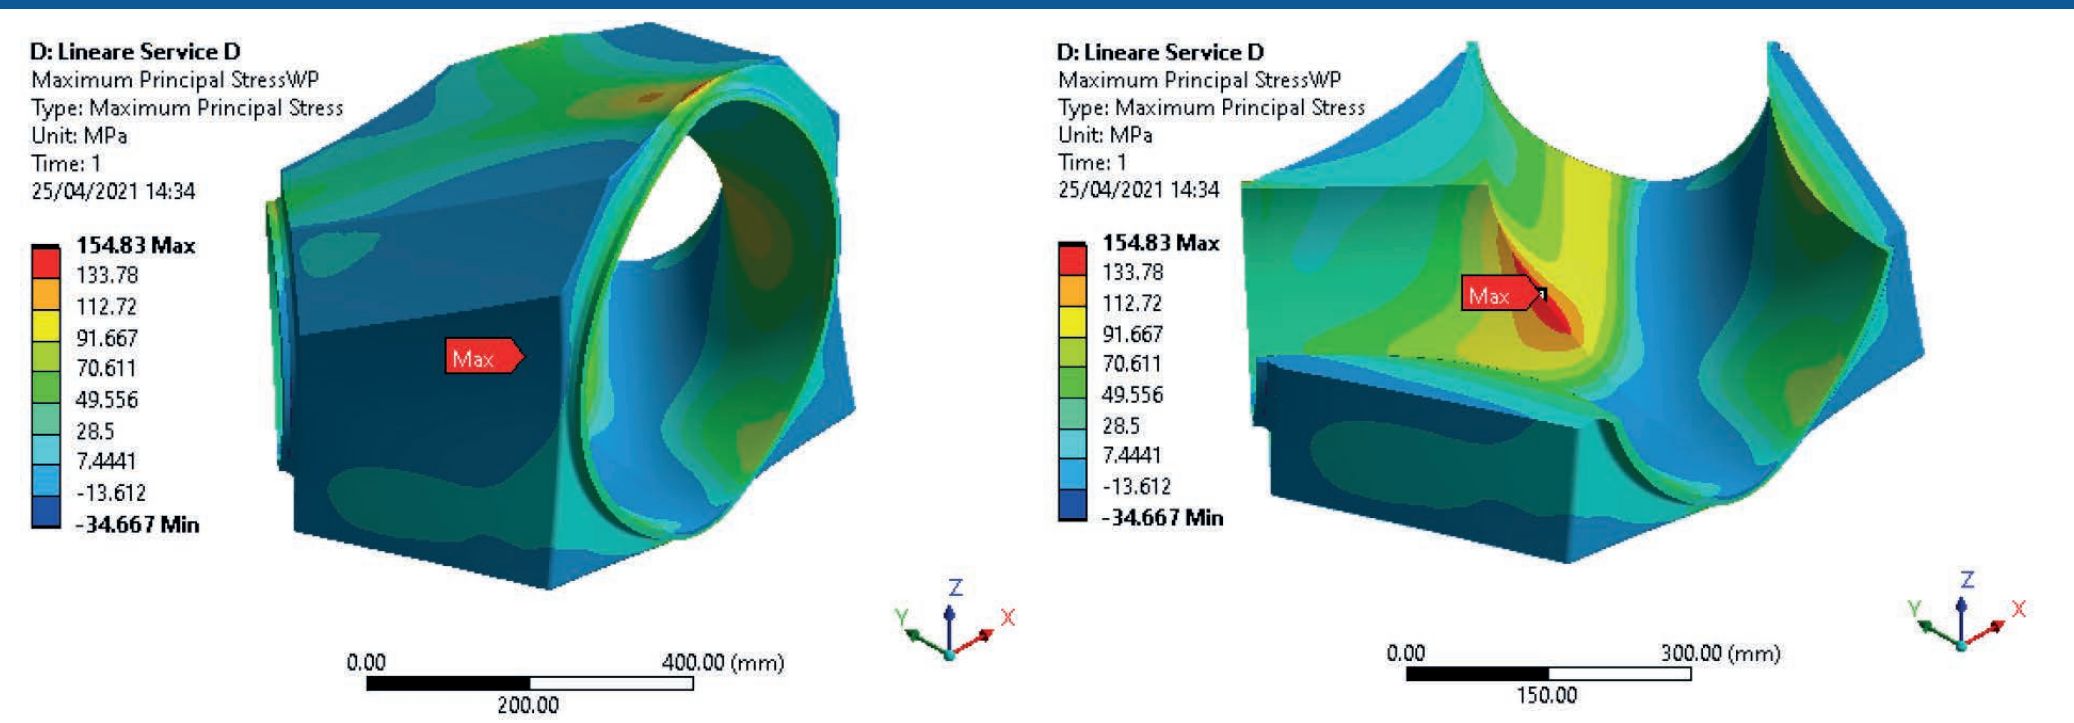 D: Lineare Service D
Maximum Principal StressWP
Type: Maximum Principal Stress
Unit: MPa
Time: 1
25/04/2021 14:34
154.83 Max
133.78
112.72
91.667
70.611
49.556
28.5
7.4441
-13.612
-34.667 Min
Max
Z
Y
X
0.00
400.00 (mm)
200.00
D: Lineare Service D
Maximum Principal StressWP
Type: Maximum Principal Stress
Unit: MPa
Time: 1
25/04/2021 14:34
154.83 Max
133.78
112.72
91.667
70.611
49.556
28.5
7.4441
-13.612
-34.667 Min
Max
Z
Y
X
0.00
300.00 (mm)
150.00